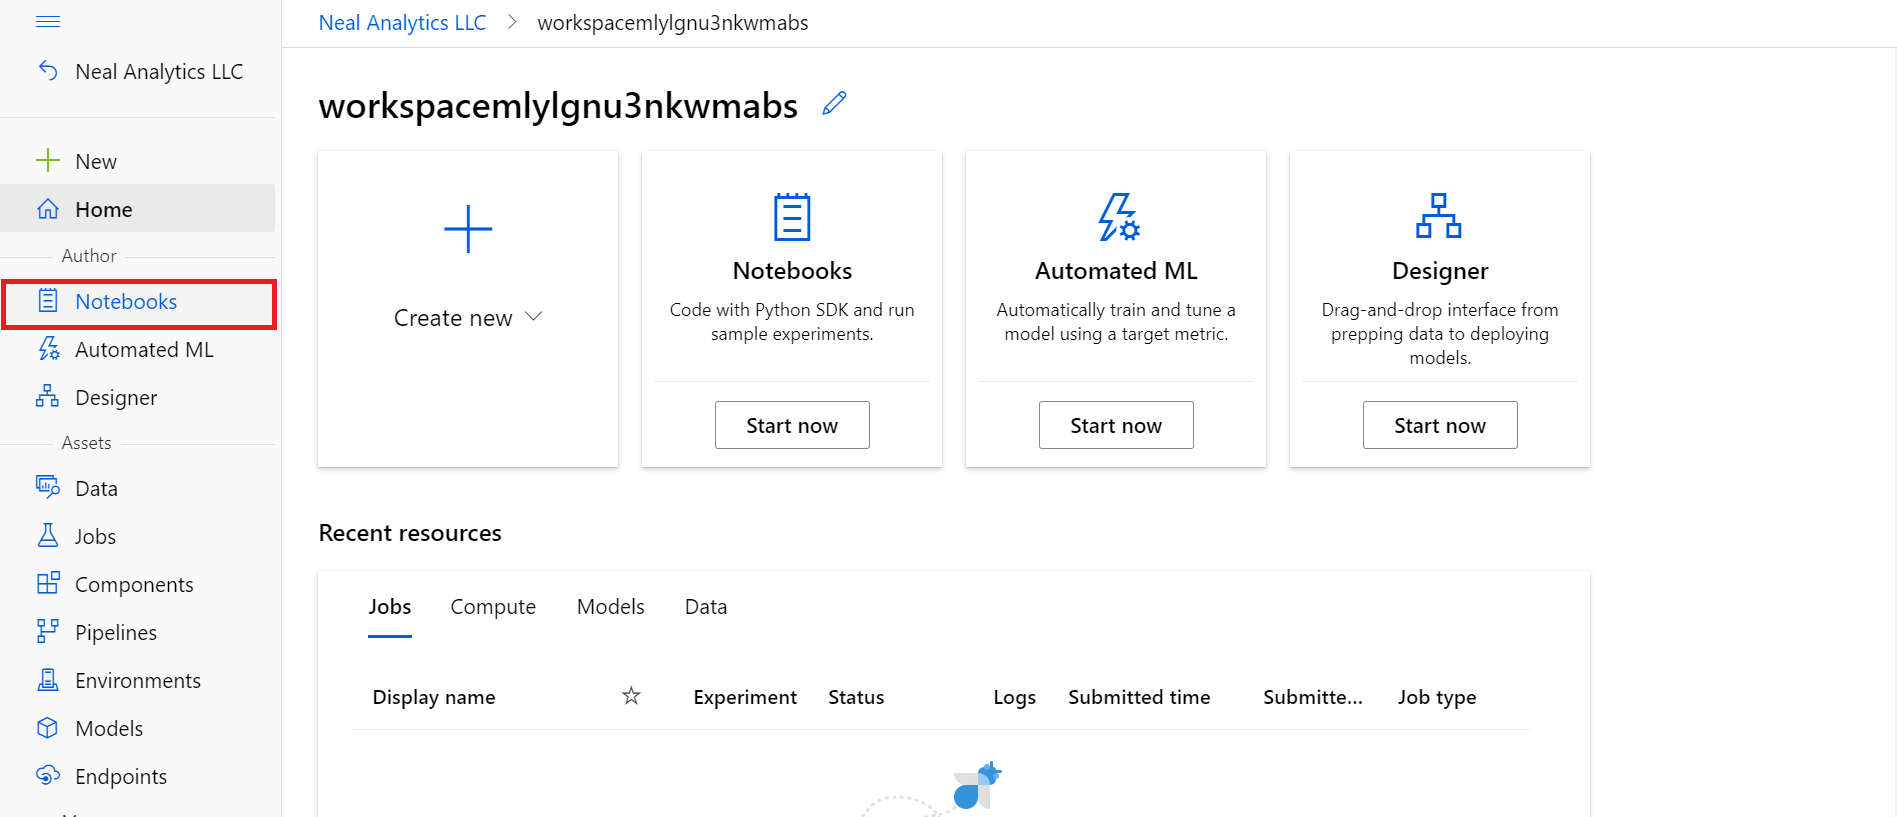 Neal Analytics LLC
New
Home
Author
Notebooks
Automated ML
Designer
Assets
Data
Jobs
Components
Pipelines
Environments
Models
Endpoints
Neal Analytics LLC > workspacemlylgnu3nkwmabs
workspacemlylgnu3nkwmabs
Create new
Notebooks
Code with Python SDK and run
sample experiments.
Start now
Automated ML
Automatically train and tune a
model using a target metric.
Start now
Designer
Drag-and-drop interface from
prepping data to deploying
models.
Start now
Recent resources
Jobs Compute Models Data
Display name Experiment Status Logs Submitted time Submitte... Job type